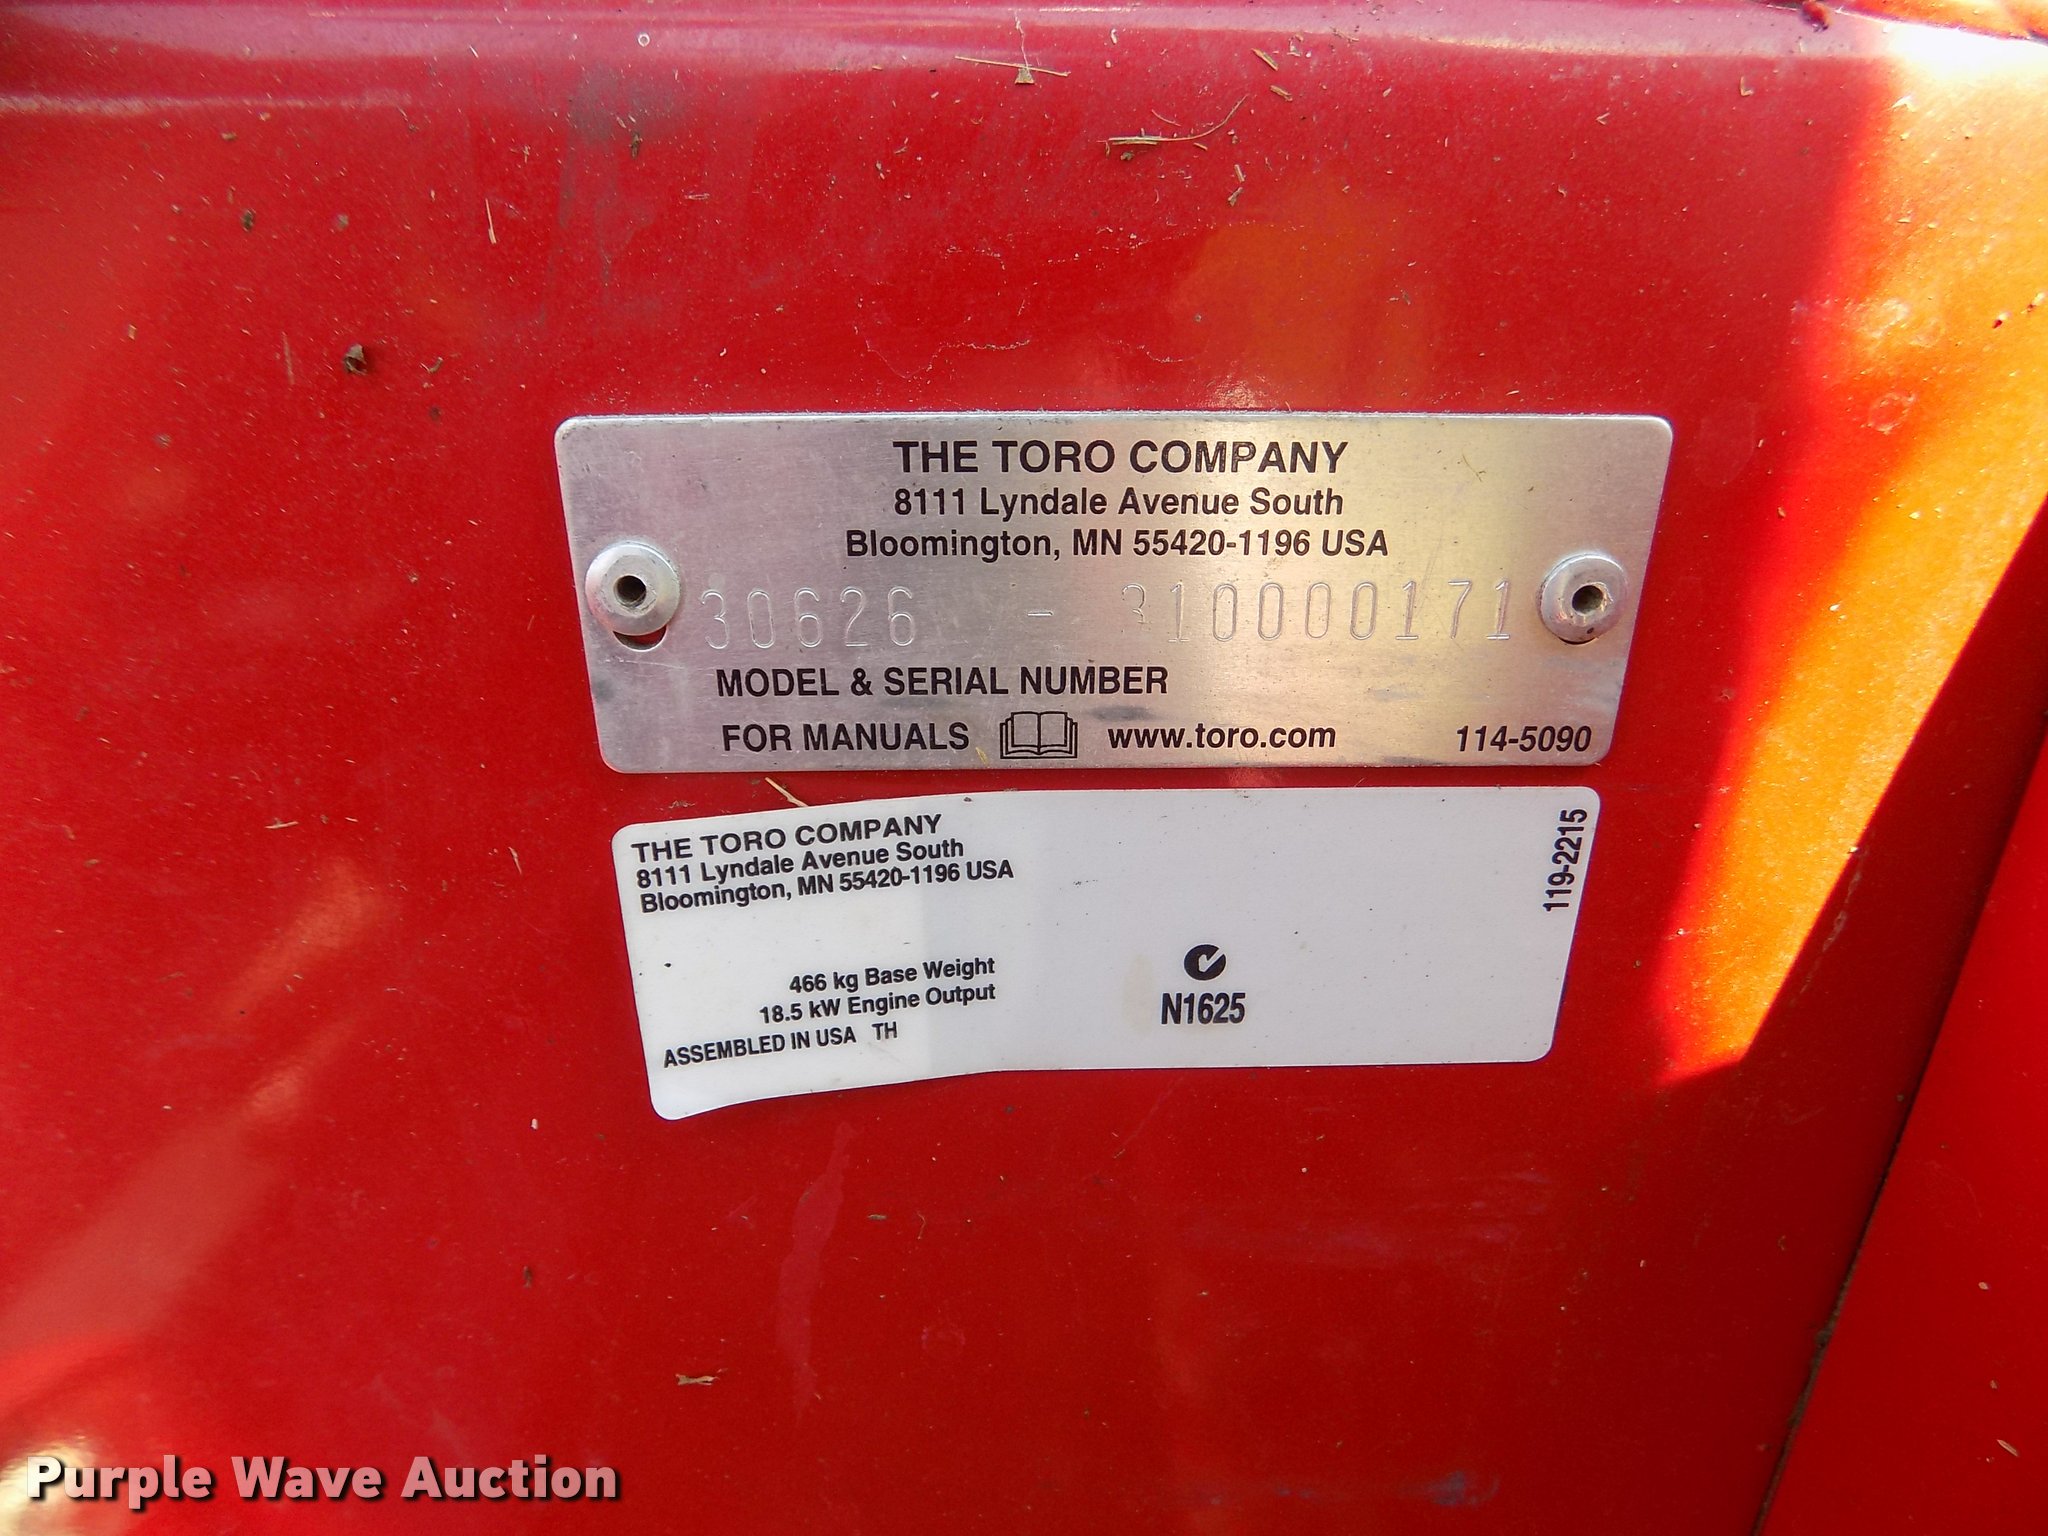 THE TORO COMPANY
8111 Lyndale Avenue South
Bloomington, MN 55420-1196 USA
30626 - 310000171
MODEL & SERIAL NUMBER
FOR MANUALS www.toro.com 114-5090
THE TORO COMPANY
8111 Lyndale Avenue South
Bloomington, MN 55420-1196 USA
119-2215
466 kg Base Weight
18.5 kW Engine Output
ASSEMBLED IN USA TH
N1625
Purple Wave Auction